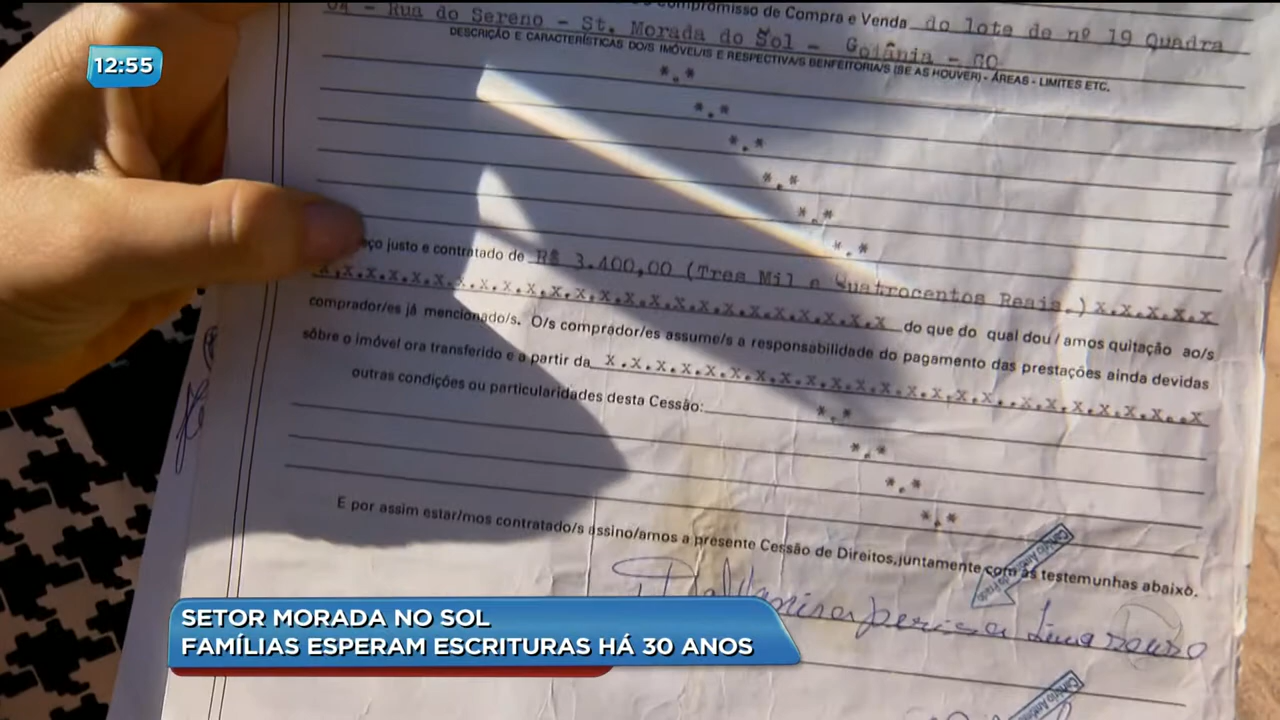 12:55
compromisso de Compra e Venda do lote de nº 19 Quadra
04 - Rua do Sereno - St. Morada do Sol - Goiânia - GO
DESCRIÇÃO E CARACTERÍSTICAS DO/S IMÓVEL/IS E RESPECTIVA/S BENFEITORIA/S (SE AS HOUVER) - ÁREAS - LIMITES ETC.
*.*
*.*
*.*
*.*
*.*
*.*
eço justo e contratado de R$ 3.400,00 (Tres Mil e Quatrocentos Reais.) x.x.x.x.x
x.x.x.x.x.x.x.x.x.x.x.x.x.x.x.x.x.x.x.x.x.x.x.x do que do qual dou / amos quitação ao/s
comprador/es já mencionado/s. O/s comprador/es assume/s a responsabilidade do pagamento das prestações ainda devidas
sôbre o imóvel ora transferido e a partir da x.x.x.x.x.x.x.x.x.x.x.x.x.x.x.x.x.x.x.x.x.x.x..x
outras condições ou particularidades desta Cessão:
*.*
*.*
*.*
*.*
E por assim estar/mos contratado/s assino/amos a presente Cessão de Direitos, juntamente com as testemunhas abaixo.
Lima
SETOR MORADA NO SOL
FAMÍLIAS ESPERAM ESCRITURAS HÁ 30 ANOS